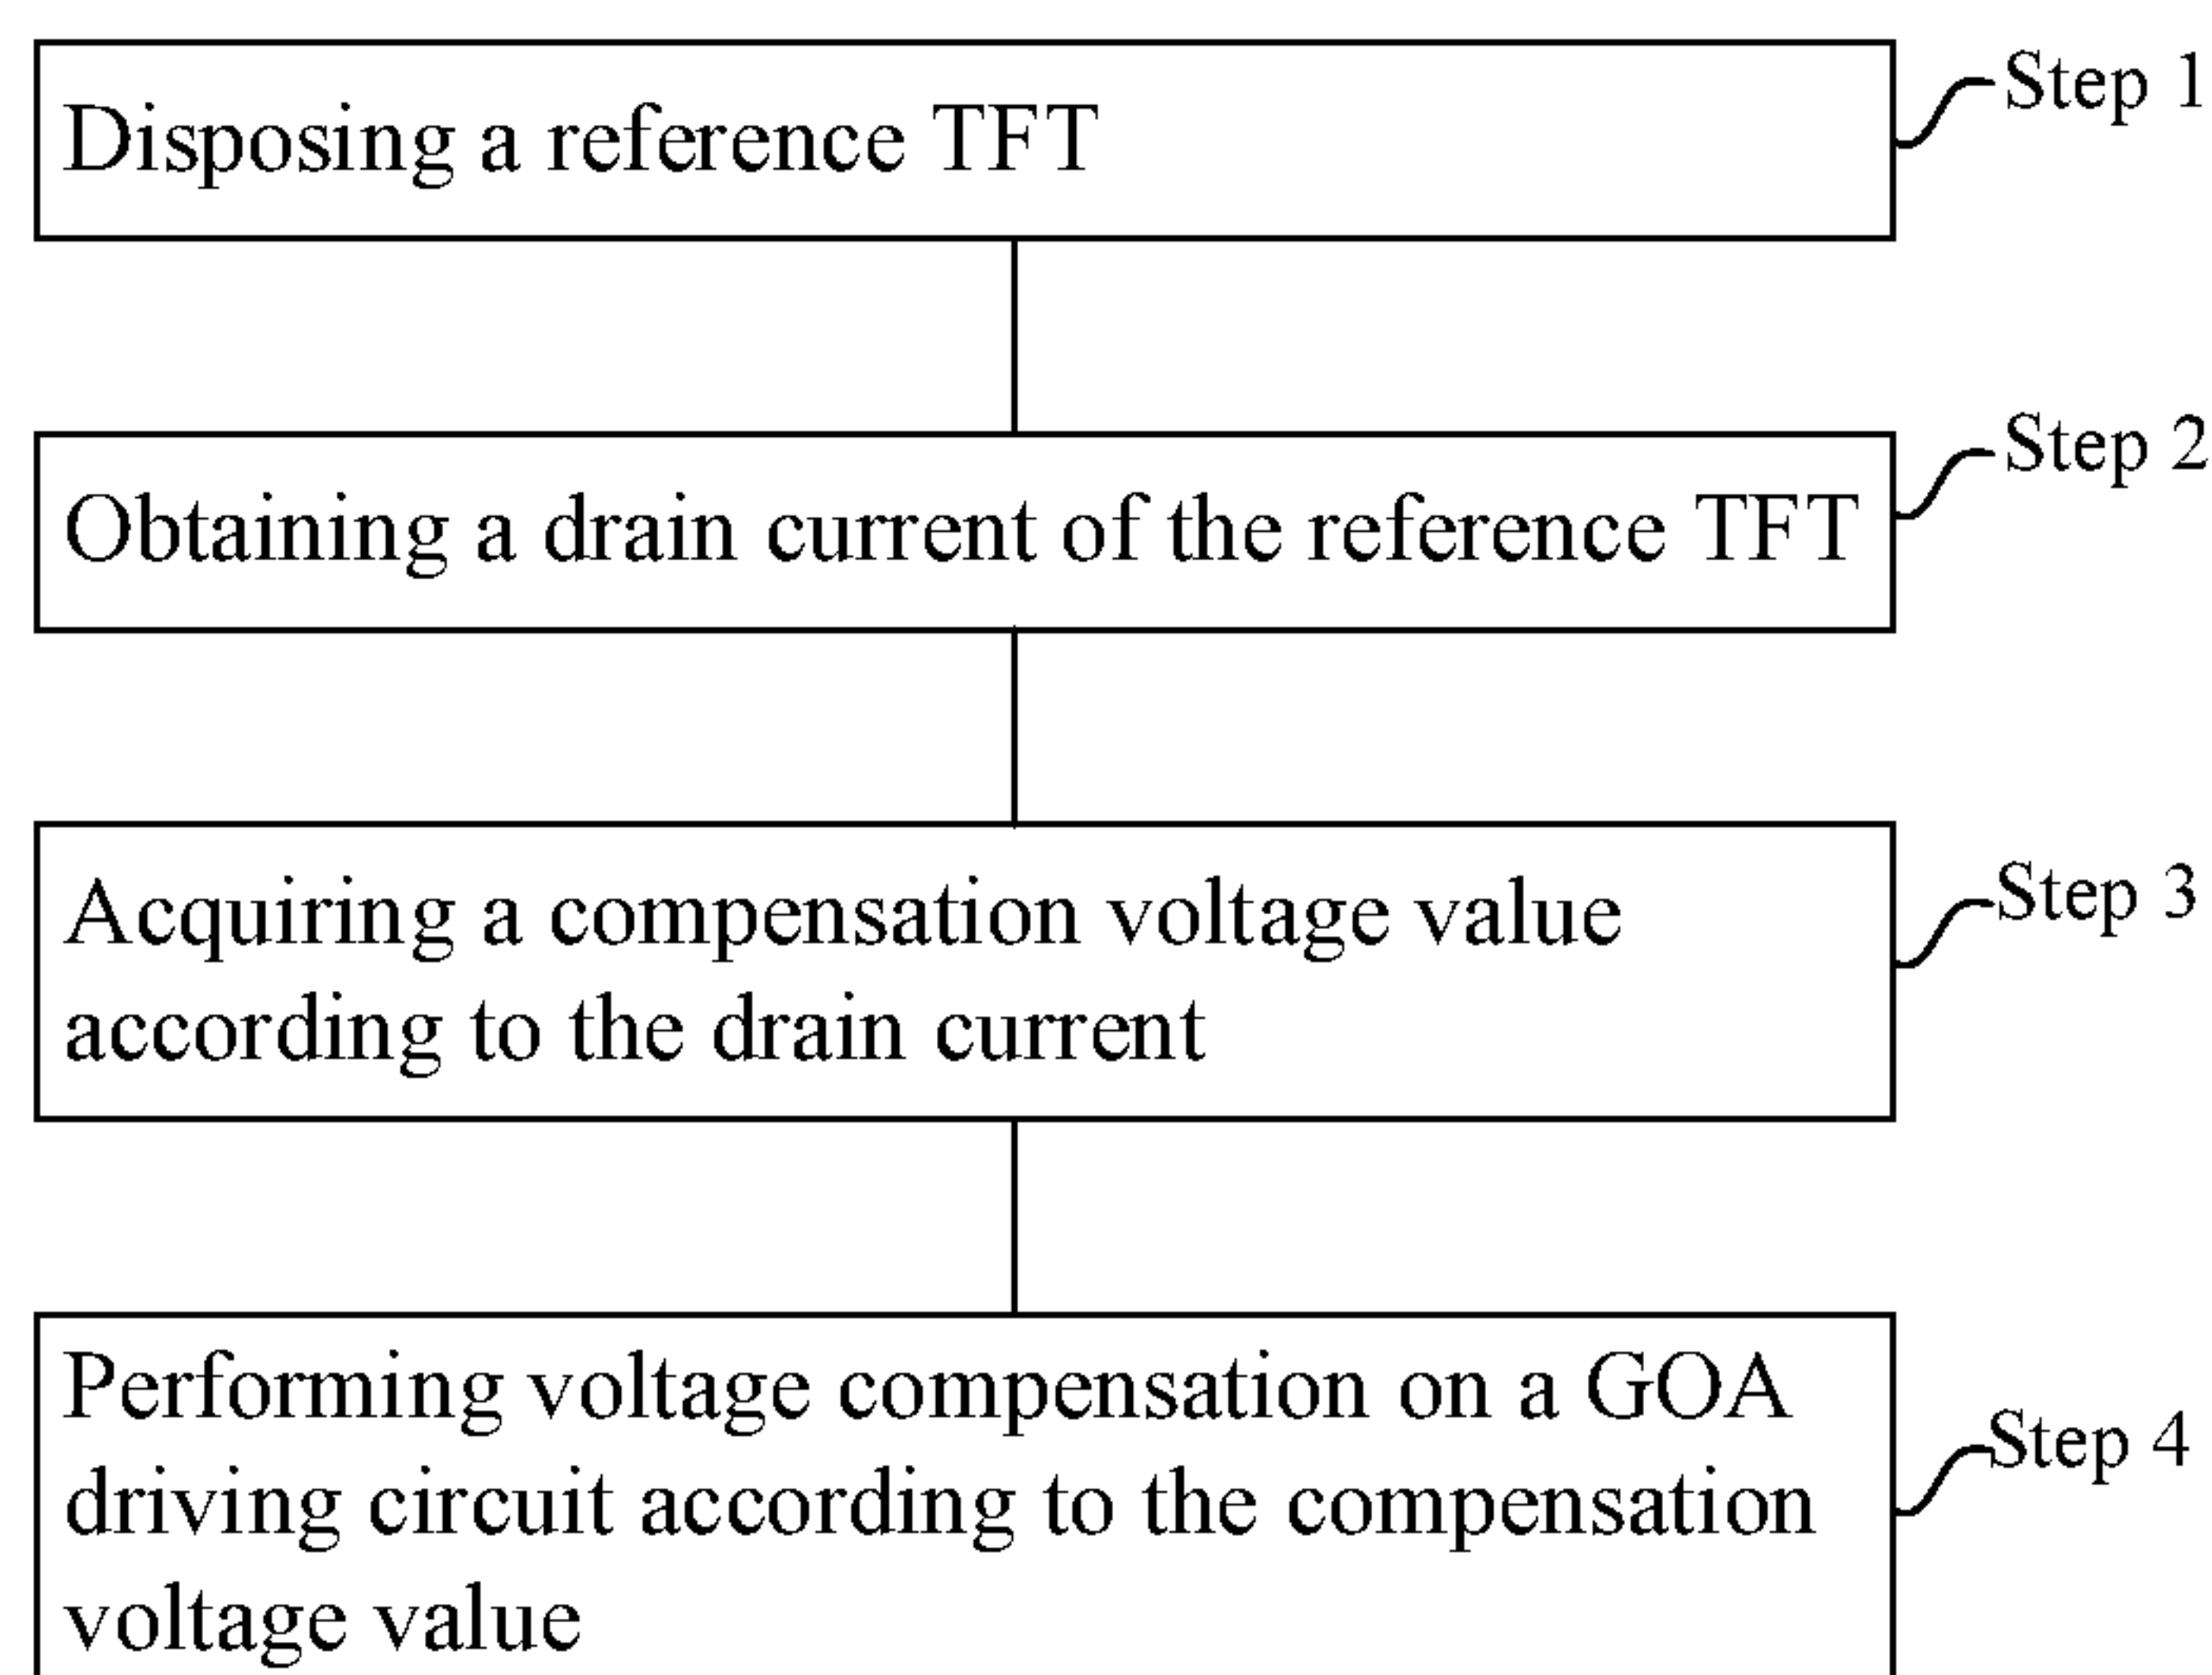 Disposing a reference TFT
Step 1
Obtaining a drain current of the reference TFT
Step 2
Acquiring a compensation voltage value
according to the drain current
Step 3
Performing voltage compensation on a GOA
driving circuit according to the compensation
voltage value
Step 4